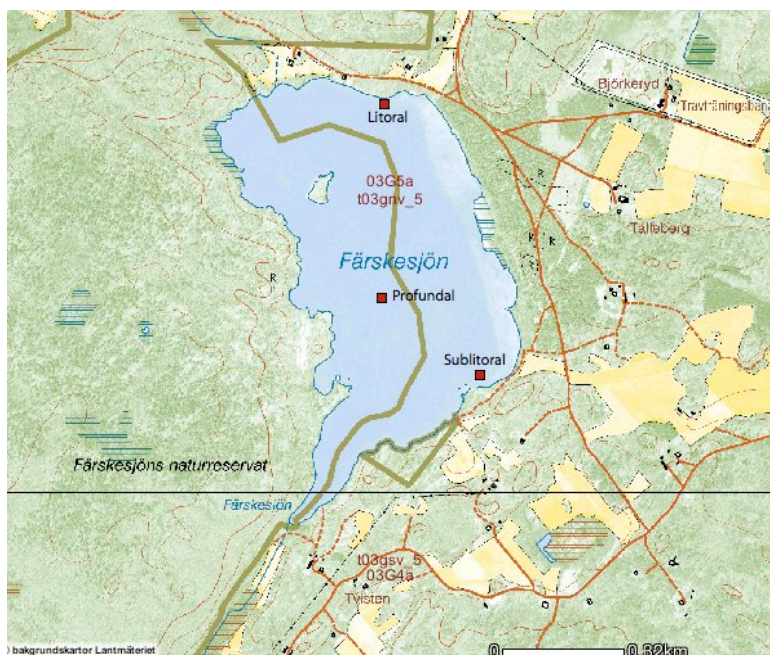 Björkeryd
Travträningsbana
Litoral
03G5a
t03gnv_5
R
Talleberg
k
R
k k
Färskesjön
R
Profundal
Sublitoral
Färskesjöns naturreservat
Färskesjön
t03gsv_5
03G4a
Tvisten
bakgrundskartor Lantmäteriet
0 0.32km